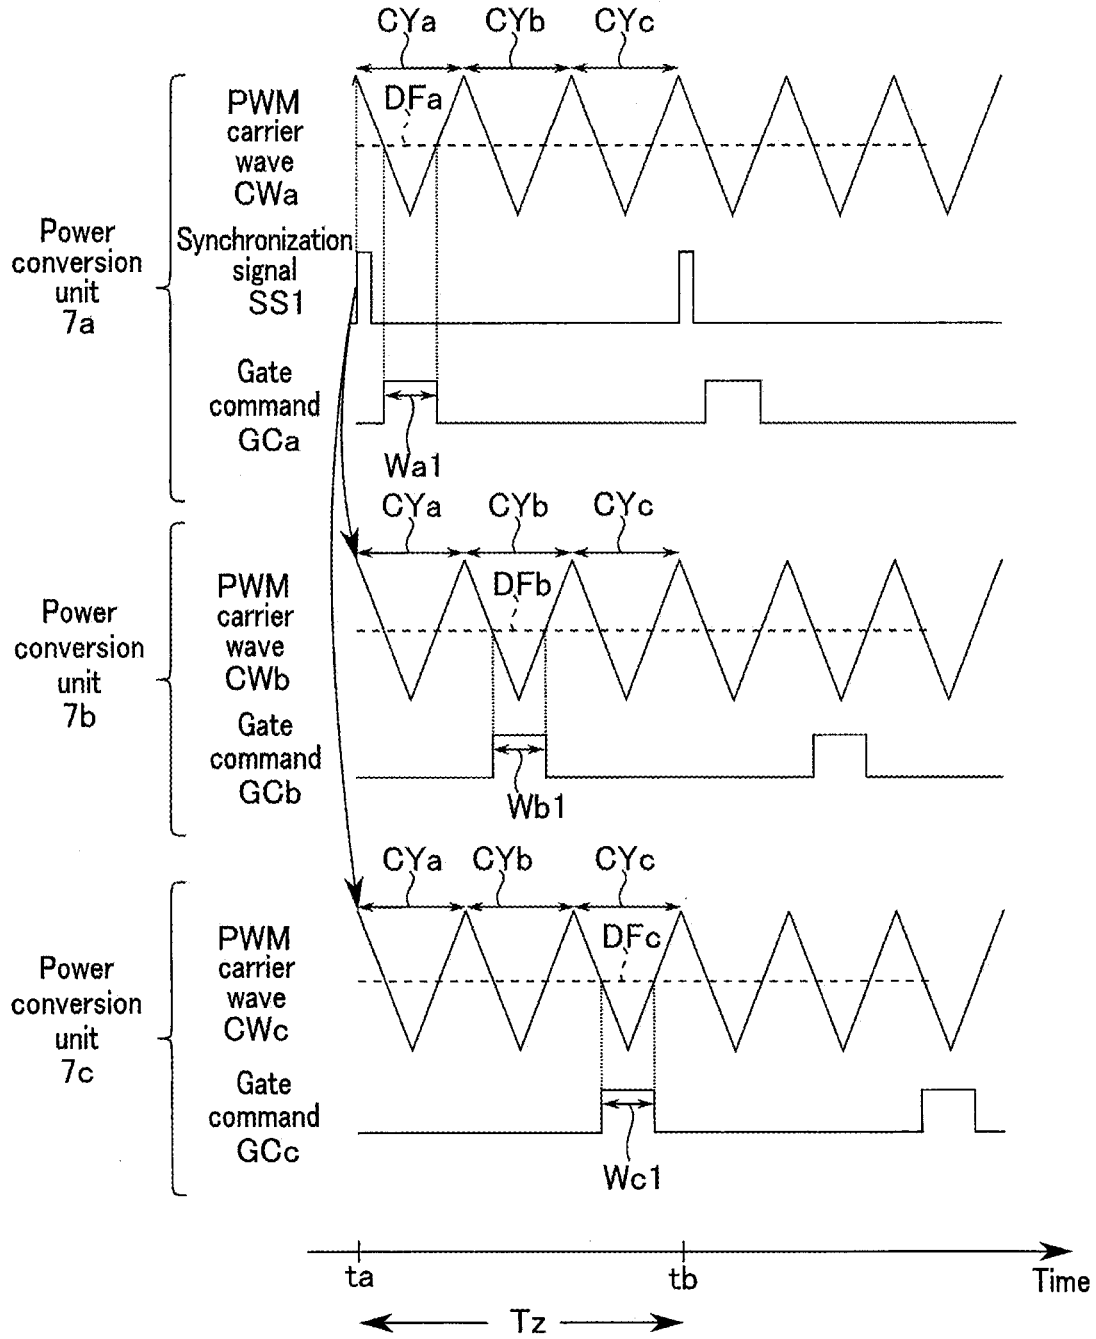 CYa CYb CYc
PWM
carrier
wave
CWa
DFa
Power
conversion
unit
7a
Synchronization
signal
SS1
Gate
command
GCa
Wa1
CYa CYb CYc
PWM
carrier
wave
CWb
DFb
Power
conversion
unit
7b
Gate
command
GCb
Wb1
CYa CYb CYc
PWM
carrier
wave
CWc
DFc
Power
conversion
unit
7c
Gate
command
GCc
Wc1
ta tb Time
Tz